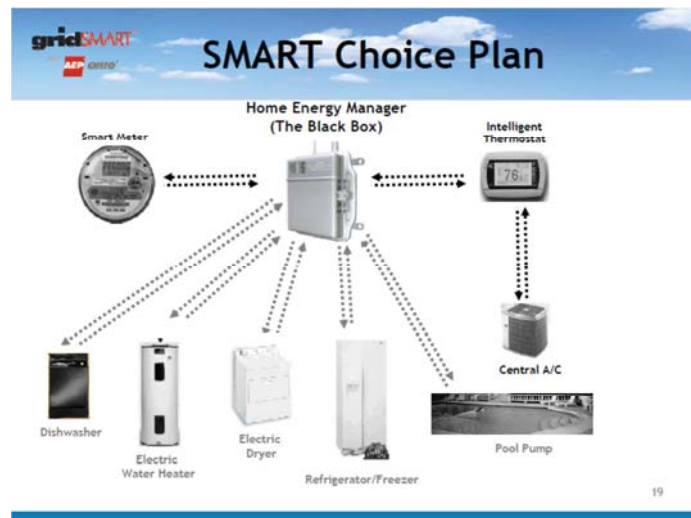 gridSMART
AEP OHIO
SMART Choice Plan
Home Energy Manager
(The Black Box)
Smart Meter
Intelligent
Thermostat
76
Central A/C
Dishwasher
Electric
Water Heater
Electric
Dryer
Refrigerator/Freezer
Pool Pump
19